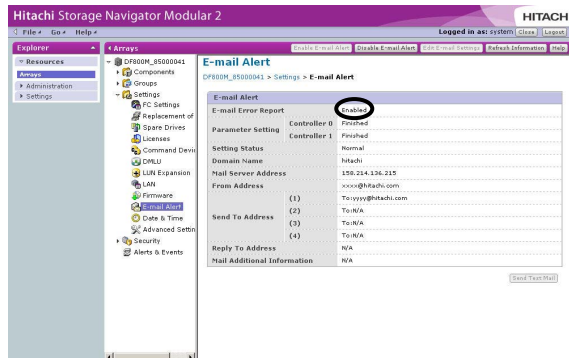 Hitachi Storage Navigator Modular 2
HITACH
File Go Help
Logged in as: system Close Logout
Explorer
Arrays
Enable E-mail Alert Disable E-mail Alert Edit E-mail Settings Refresh Information Help
Resources
Arrays
Administration
Settings
DF800M_85000041
Components
Groups
Settings
FC Settings
Replacement of
Spare Drives
Licenses
Command Devic
DMLU
LUN Expansion
LAN
Firmware
E-mail Alert
Date & Time
Advanced Settin
Security
Alerts & Events
E-mail Alert
DF800M_85000041 > Settings > E-mail Alert
E-mail Alert
E-mail Error Report Enabled
Parameter Setting Controller 0 Finished
Controller 1 Finished
Setting Status Normal
Domain Name hitachi
Mail Server Address 158.214.136.215
From Address xxxx@hitachi.com
Send To Address (1) To:yyyy@hitachi.com
(2) To:N/A
(3) To:N/A
(4) To:N/A
Reply To Address N/A
Mail Additional Information N/A
Send Test Mail